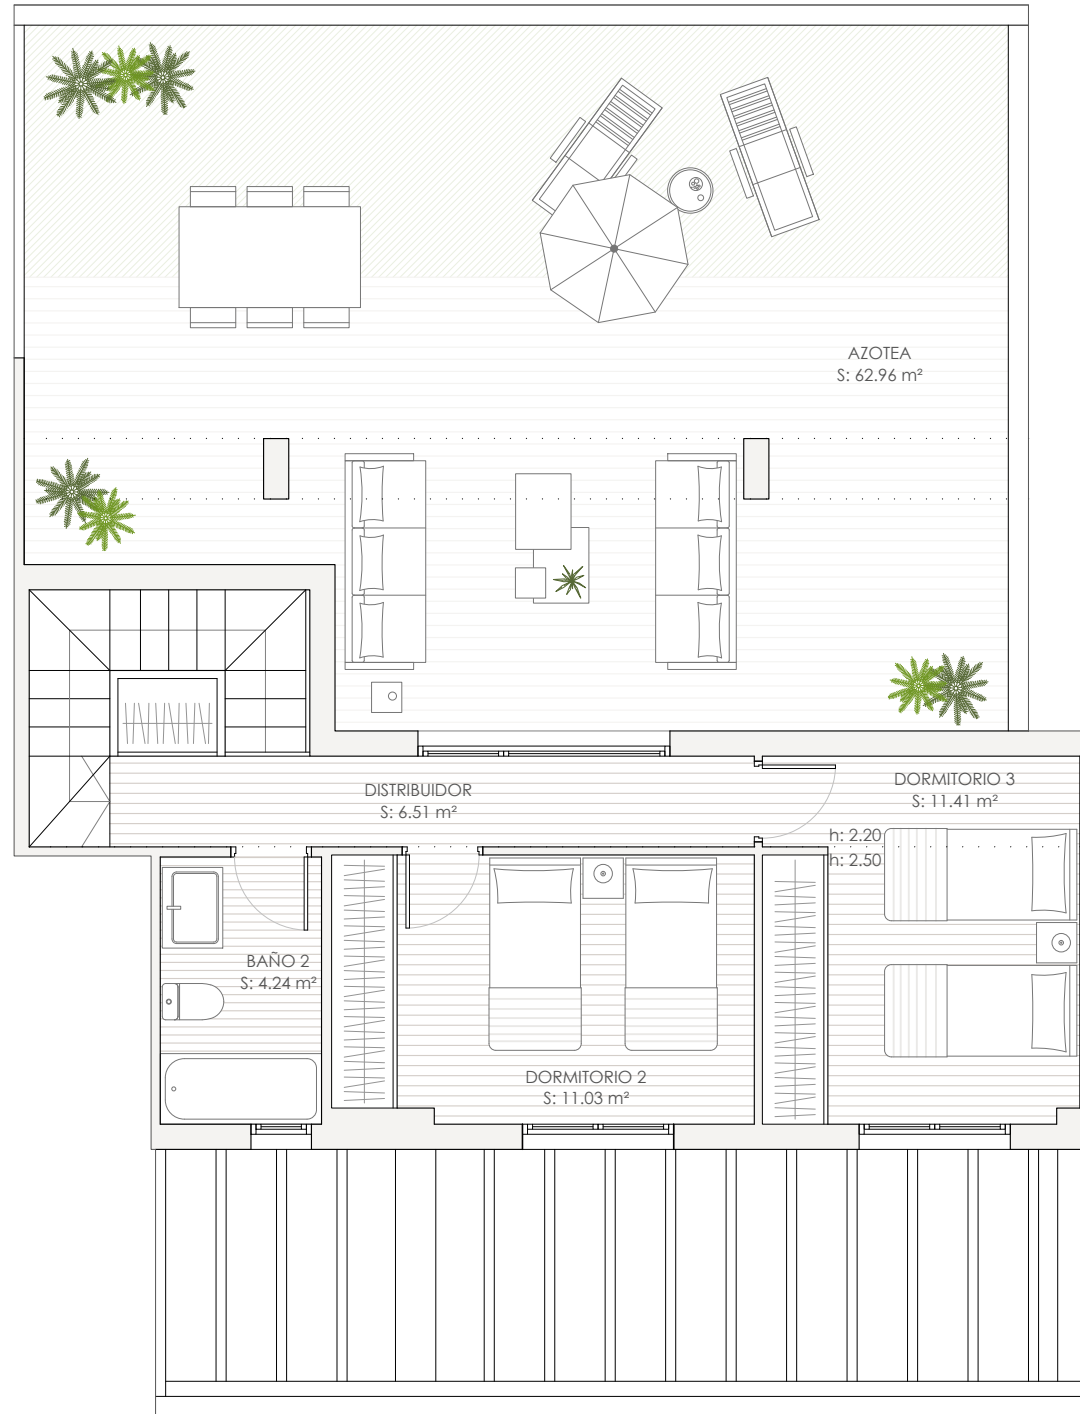 AZOTEA
S: 62.96 m²
DISTRIBUIDOR
S: 6.51 m²
DORMITORIO 3
S: 11.41 m²
h: 2.20
h: 2.50
BAÑO 2
S: 4.24 m²
DORMITORIO 2
S: 11.03 m²